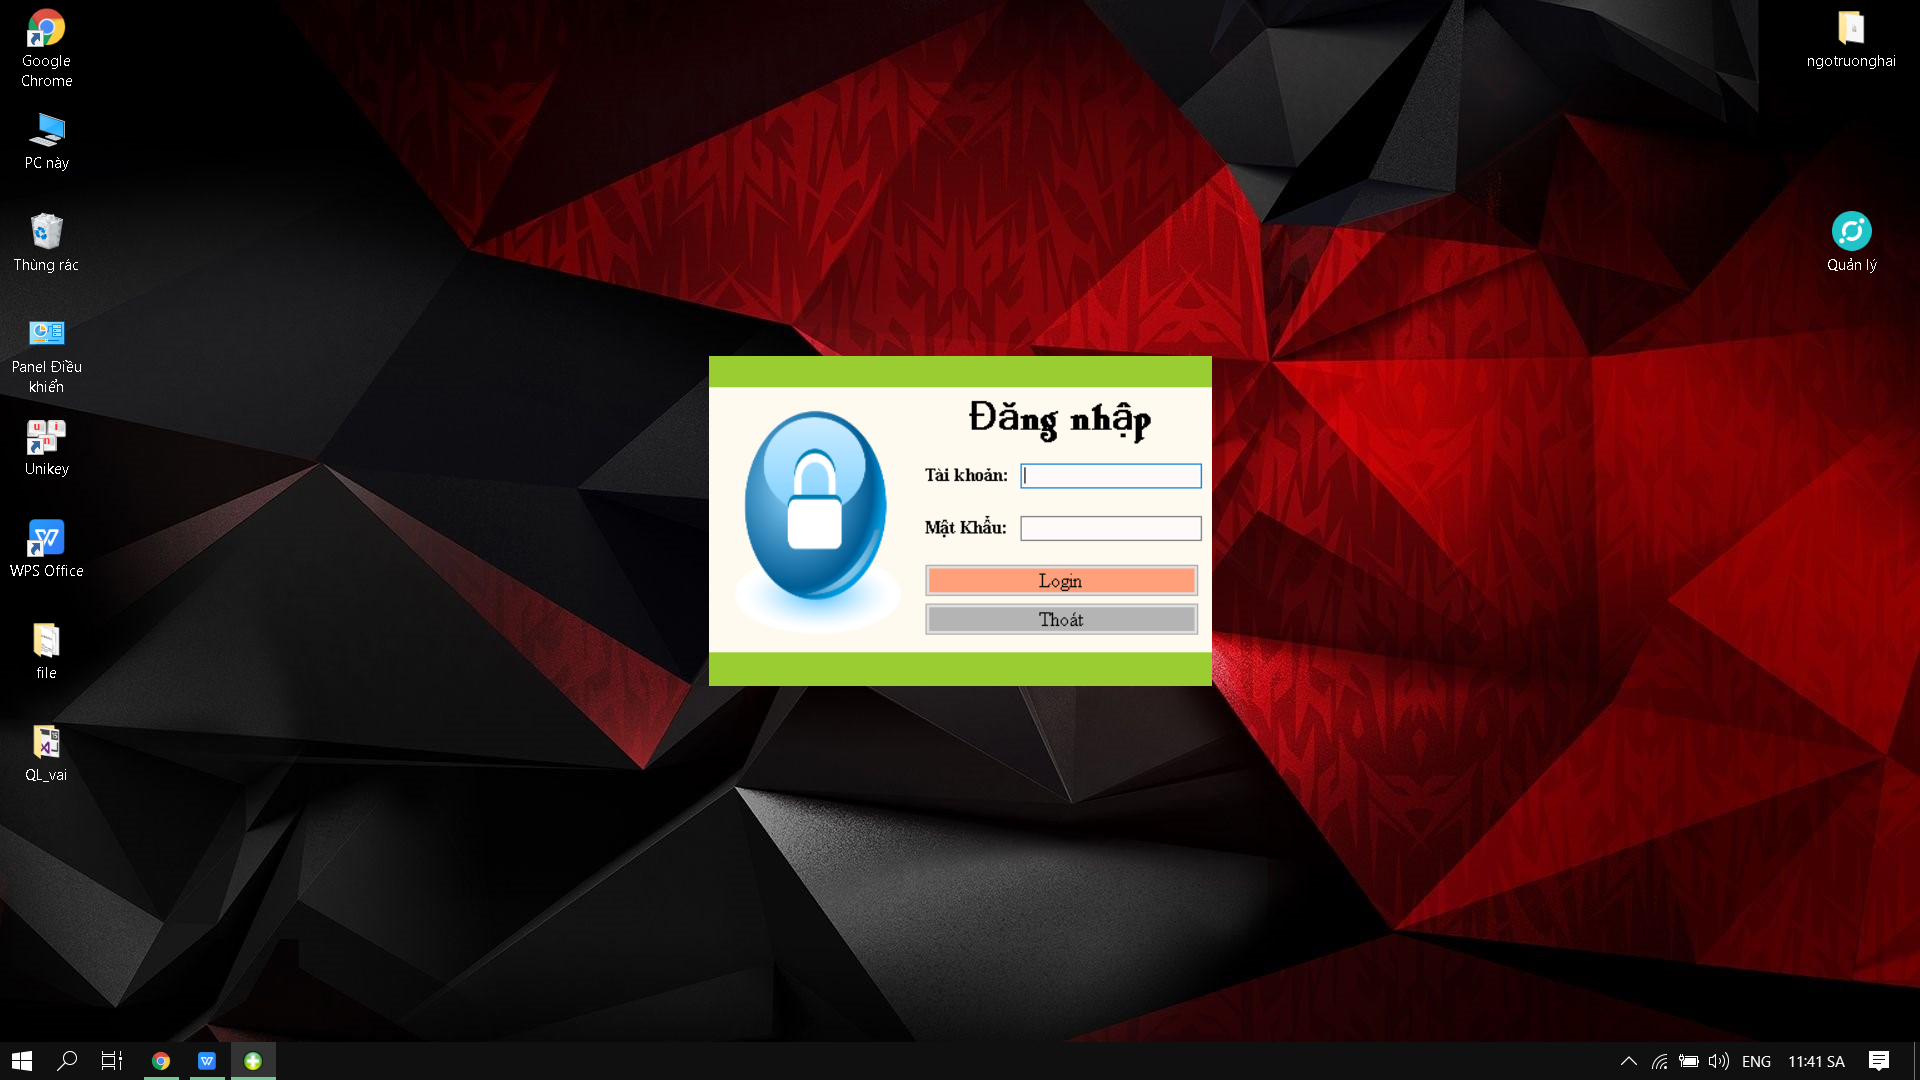 Google
Chrome
PC này
Thùng rác
Panel Điều
khiển
Unikey
WPS Office
file
QL_vai
ngotruonghai
Quản lý
Đăng nhập
Tài khoản:
Mật Khẩu:
Login
Thoát
ENG
11:41 SA